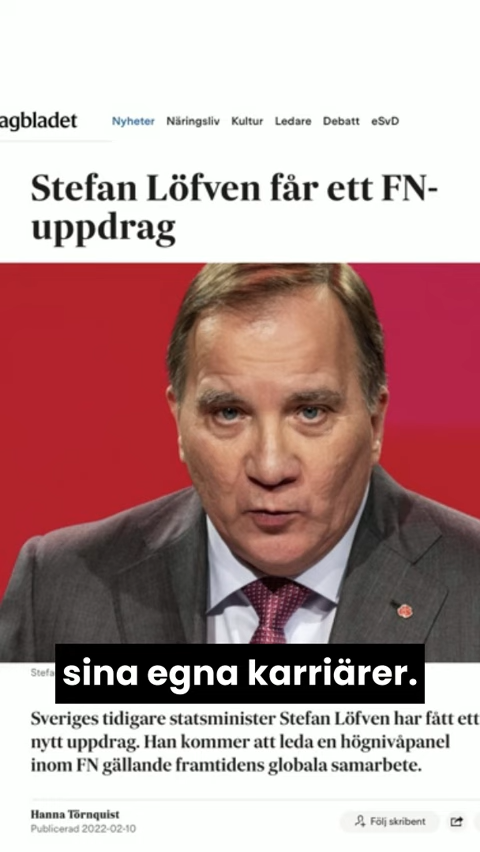 agbladet
Nyheter Näringsliv Kultur Ledare Debatt eSvD
Stefan Löfven får ett FN-
uppdrag
Stefa
sina egna karriärer.
Sveriges tidigare statsminister Stefan Löfven har fått ett
nytt uppdrag. Han kommer att leda en högnivåpanel
inom FN gällande framtidens globala samarbete.
Hanna Törnquist
Publicerad 2022-02-10
Följ skribent